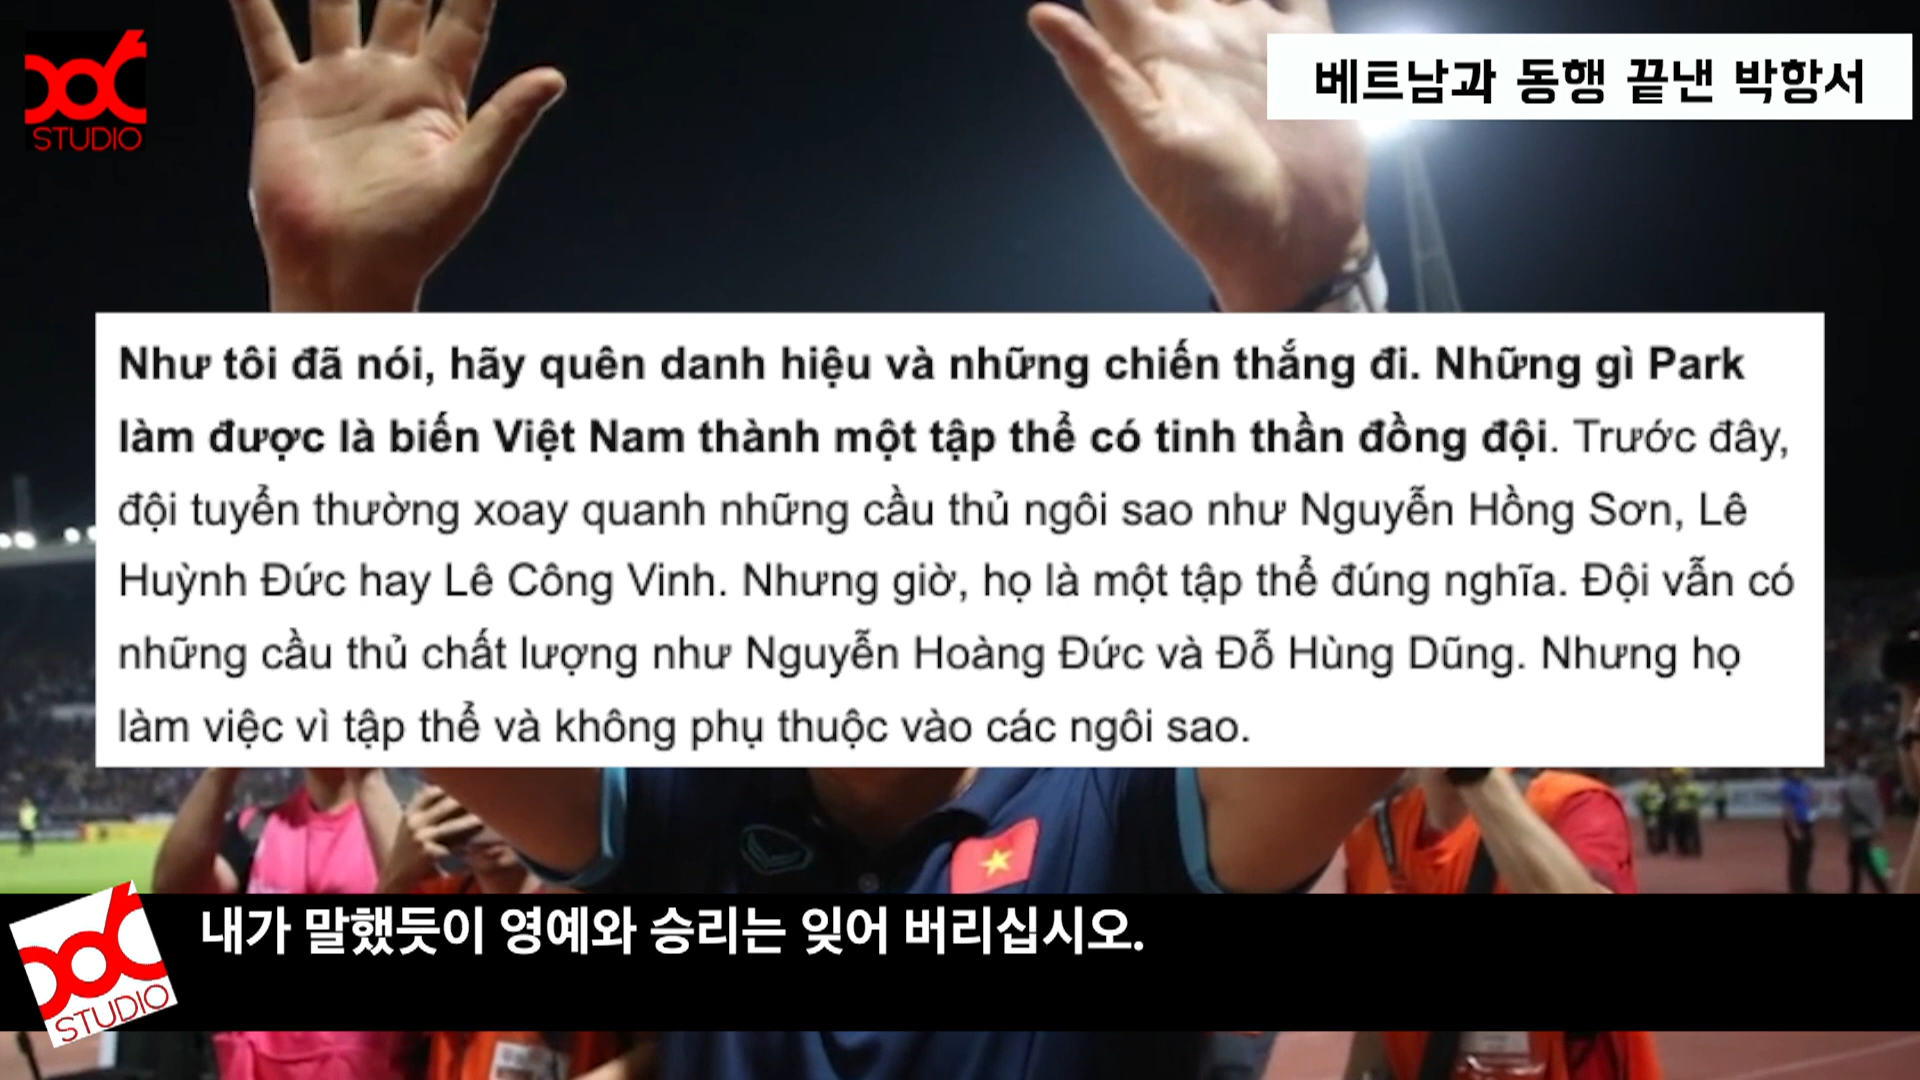 STUDIO
베트남과 동행 끝낸 박항서
Như tôi đã nói, hãy quên danh hiệu và những chiến thắng đi. Những gì Park
làm được là biến Việt Nam thành một tập thể có tinh thần đồng đội. Trước đây,
đội tuyển thường xoay quanh những cầu thủ ngôi sao như Nguyễn Hồng Sơn, Lê
Huỳnh Đức hay Lê Công Vinh. Nhưng giờ, họ là một tập thể đúng nghĩa. Đội vẫn có
những cầu thủ chất lượng như Nguyễn Hoàng Đức và Đỗ Hùng Dũng. Nhưng họ
làm việc vì tập thể và không phụ thuộc vào các ngôi sao.
내가 말했듯이 영예와 승리는 잊어 버리십시오.
STUDIO